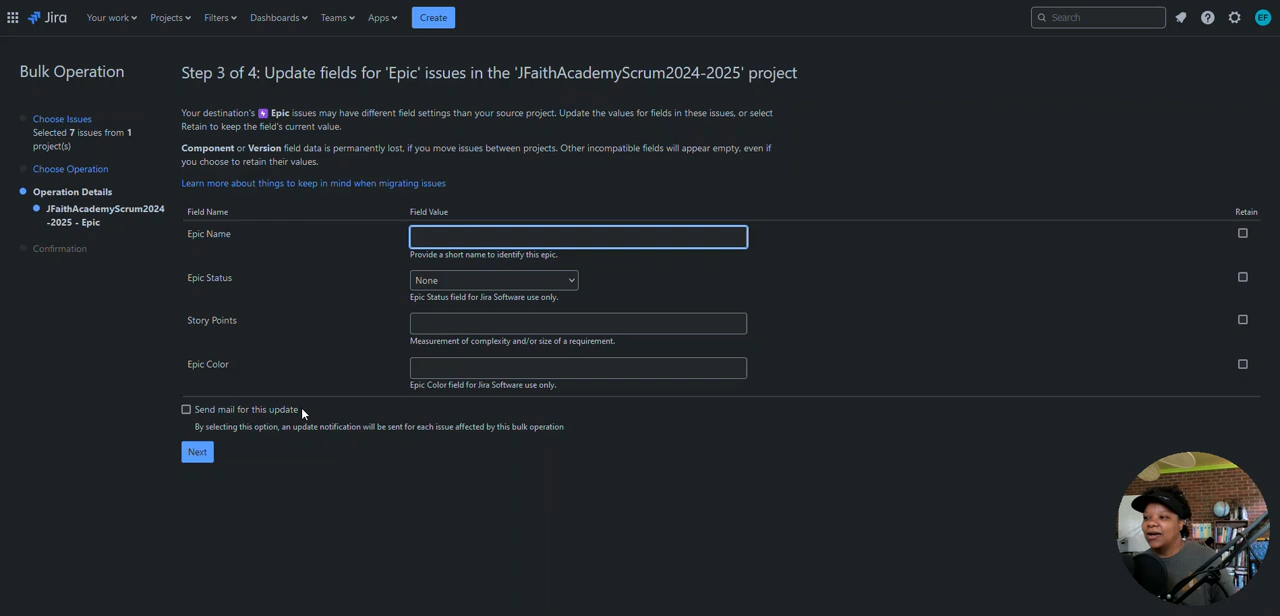 Jira
Your work
Projects
Filters
Dashboards
Teams
Apps
Create
Search
EF
Bulk Operation
Choose Issues
Selected 7 issues from 1
project(s)
Choose Operation
Operation Details
JFaithAcademyScrum2024
-2025 - Epic
Confirmation
Step 3 of 4: Update fields for 'Epic' issues in the 'JFaithAcademyScrum2024-2025' project
Your destination's Epic issues may have different field settings than your source project. Update the values for fields in these issues, or select
Retain to keep the field's current value.
Component or Version field data is permanently lost, if you move issues between projects. Other incompatible fields will appear empty, even if
you choose to retain their values.
Learn more about things to keep in mind when migrating issues
Field Name Field Value Retain
Epic Name
Provide a short name to identify this epic.
Epic Status None
Epic Status field for Jira Software use only.
Story Points
Measurement of complexity and/or size of a requirement.
Epic Color
Epic Color field for Jira Software use only.
Send mail for this update
By selecting this option, an update notification will be sent for each issue affected by this bulk operation
Next